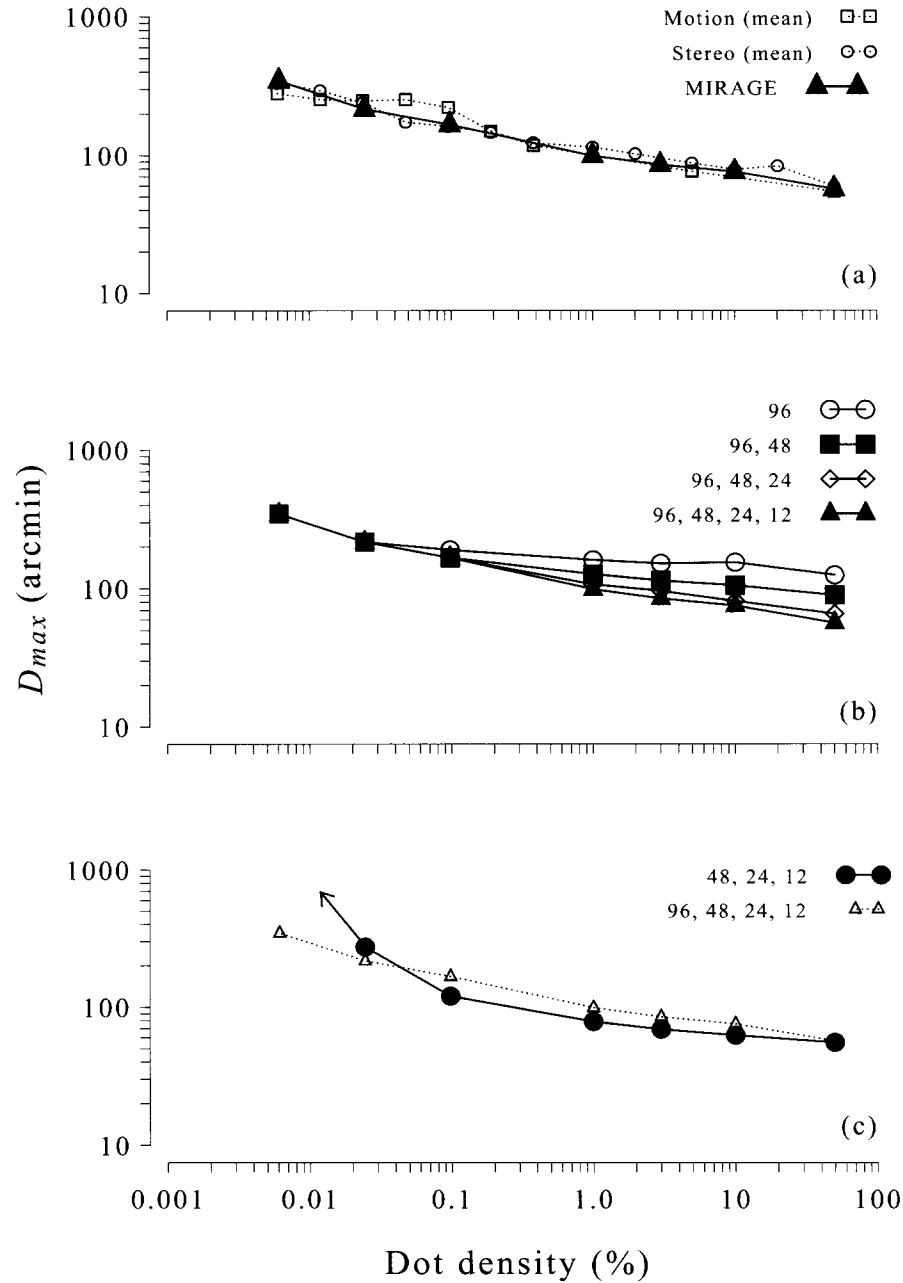 1000
100
10
Motion (mean)
Stereo (mean)
MIRAGE
(a)
1000
100
10
96
96, 48
96, 48, 24
96, 48, 24, 12
(b)
Dmax (arcmin)
1000
100
10
48, 24, 12
96, 48, 24, 12
(c)
0.001 0.01 0.1 1.0 10 100
Dot density (%)